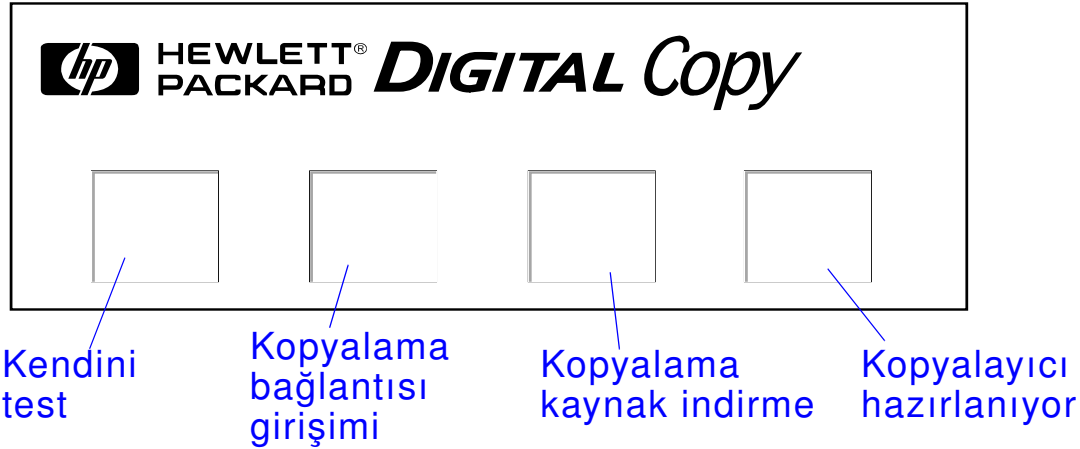 hp HEWLETT® PACKARD DIGITAL Copy
Kendini
test
Kopyalama
bağlantısı
girişimi
Kopyalama
kaynak indirme
Kopyalayıcı
hazırlanıyor